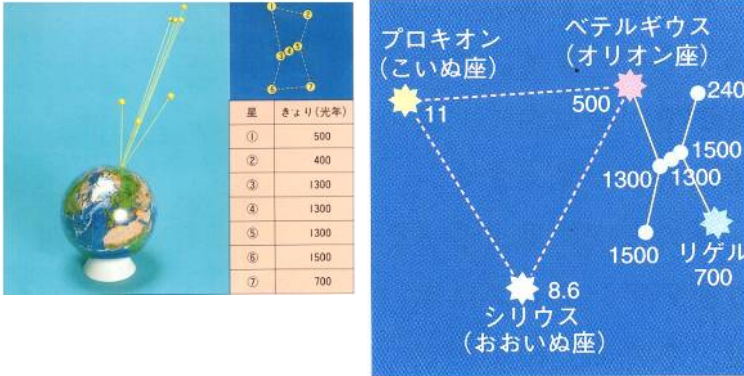 ①
②
③④⑤
⑥
⑦
星 きょり(光年)
① 500
② 400
③ 1300
④ 1300
⑤ 1300
⑥ 1500
⑦ 700
プロキオン
(こいぬ座)
11
ベテルギウス
(オリオン座)
500
240
1500
1300
1300
1500
リゲル
700
8.6
シリウス
(おおいぬ座)